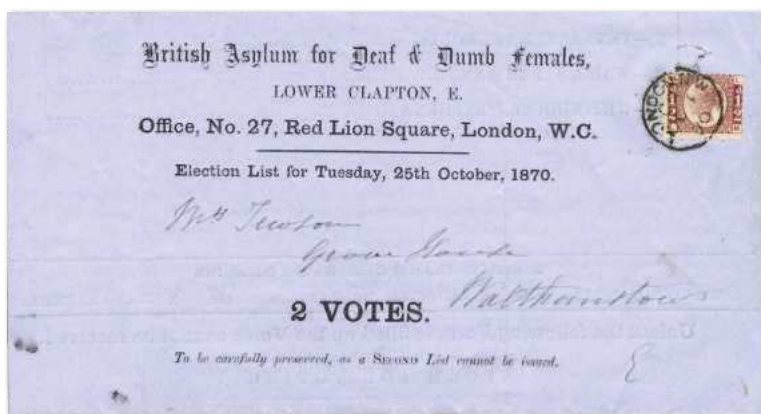 British Asylum for Deaf & Dumb Females,
LOWER CLAPTON, E.
Office, No. 27, Red Lion Square, London, W.C.
Election List for Tuesday, 25th October, 1870.
Grove House
Walthamstow
2 VOTES.
To be carefully preserved, as a SECOND List cannot be issued.
E